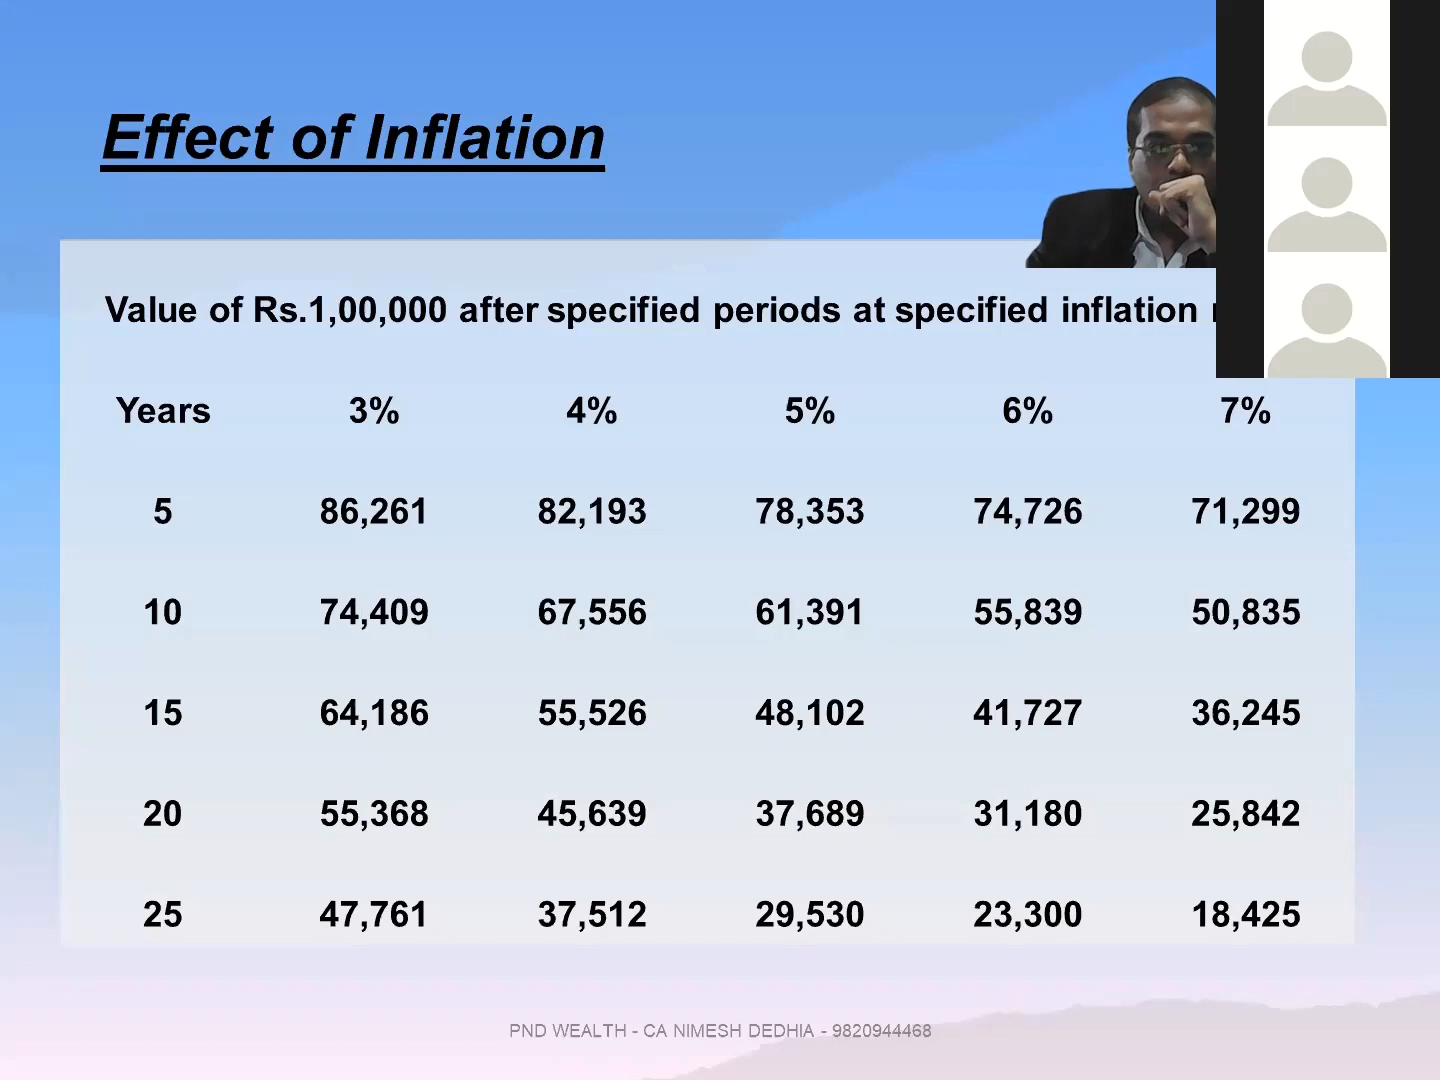 Effect of Inflation
Value of Rs.1,00,000 after specified periods at specified inflation
Years 3% 4% 5% 6% 7%
5 86,261 82,193 78,353 74,726 71,299
10 74,409 67,556 61,391 55,839 50,835
15 64,186 55,526 48,102 41,727 36,245
20 55,368 45,639 37,689 31,180 25,842
25 47,761 37,512 29,530 23,300 18,425
PND WEALTH - CA NIMESH DEDHIA - 9820944468